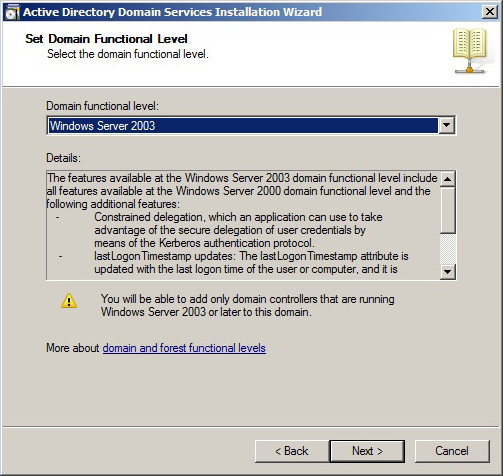 Active Directory Domain Services Installation Wizard
Set Domain Functional Level
Select the domain functional level.
Domain functional level:
Windows Server 2003
Details:
The features available at the Windows Server 2003 domain functional level include
all features available at the Windows Server 2000 domain functional level and the
following additional features:
- Constrained delegation, which an application can use to take
advantage of the secure delegation of user credentials by
means of the Kerberos authentication protocol.
- lastLogonTimestamp updates: The lastLogonTimestamp attribute is
updated with the last logon time of the user or computer, and it is
You will be able to add only domain controllers that are running
Windows Server 2003 or later to this domain.
More about domain and forest functional levels
< Back
Next >
Cancel